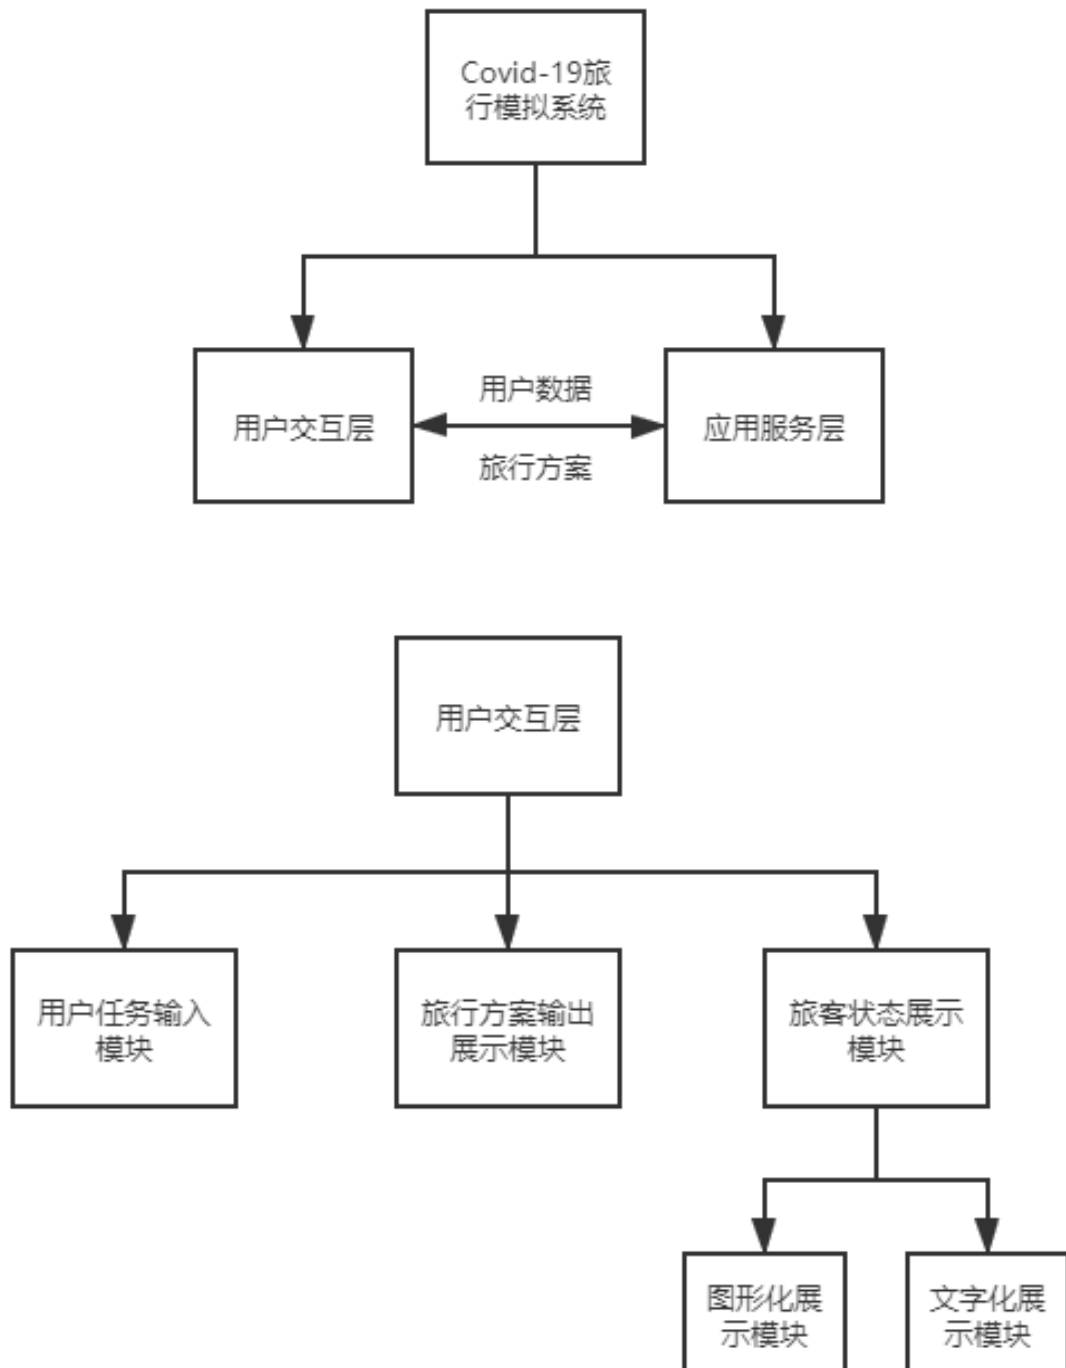 Covid-19旅
行模拟系统
用户数据
用户交互层
应用服务层
旅行方案
用户交互层
用户任务输入
模块
旅行方案输出
展示模块
旅客状态展示
模块
图形化展
示模块
文字化展
示模块